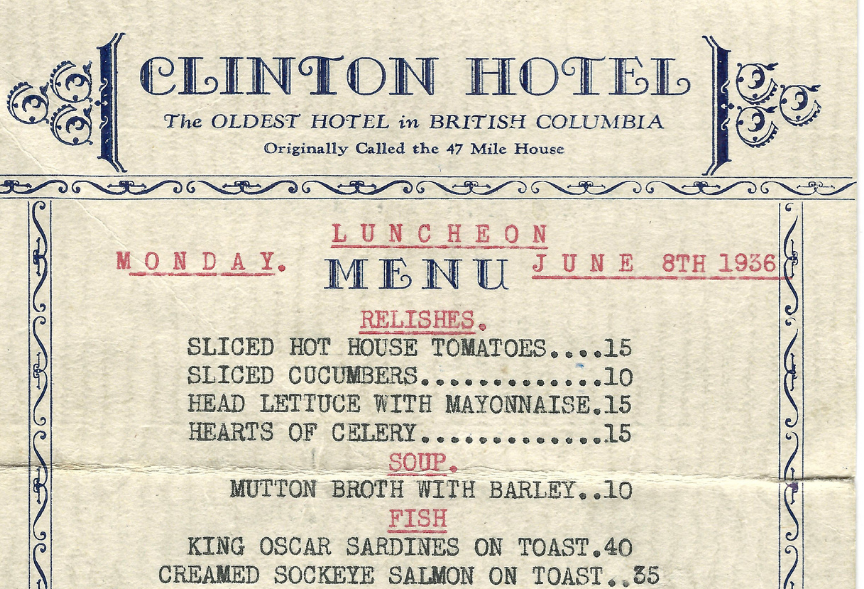 CLINTON HOTEL
The OLDEST HOTEL in BRITISH COLUMBIA
Originally Called the 47 Mile House
LUNCHEON
MONDAY. MENU JUNE 8TH 1936
RELISHES.
SLICED HOT HOUSE TOMATOES....15
SLICED CUCUMBERS.............10
HEAD LETTUCE WITH MAYONNAISE.15
HEARTS OF CELERY.............15
SOUP.
MUTTON BROTH WITH BARLEY..10
FISH
KING OSCAR SARDINES ON TOAST.40
CREAMED SOCKEYE SALMON ON TOAST..35